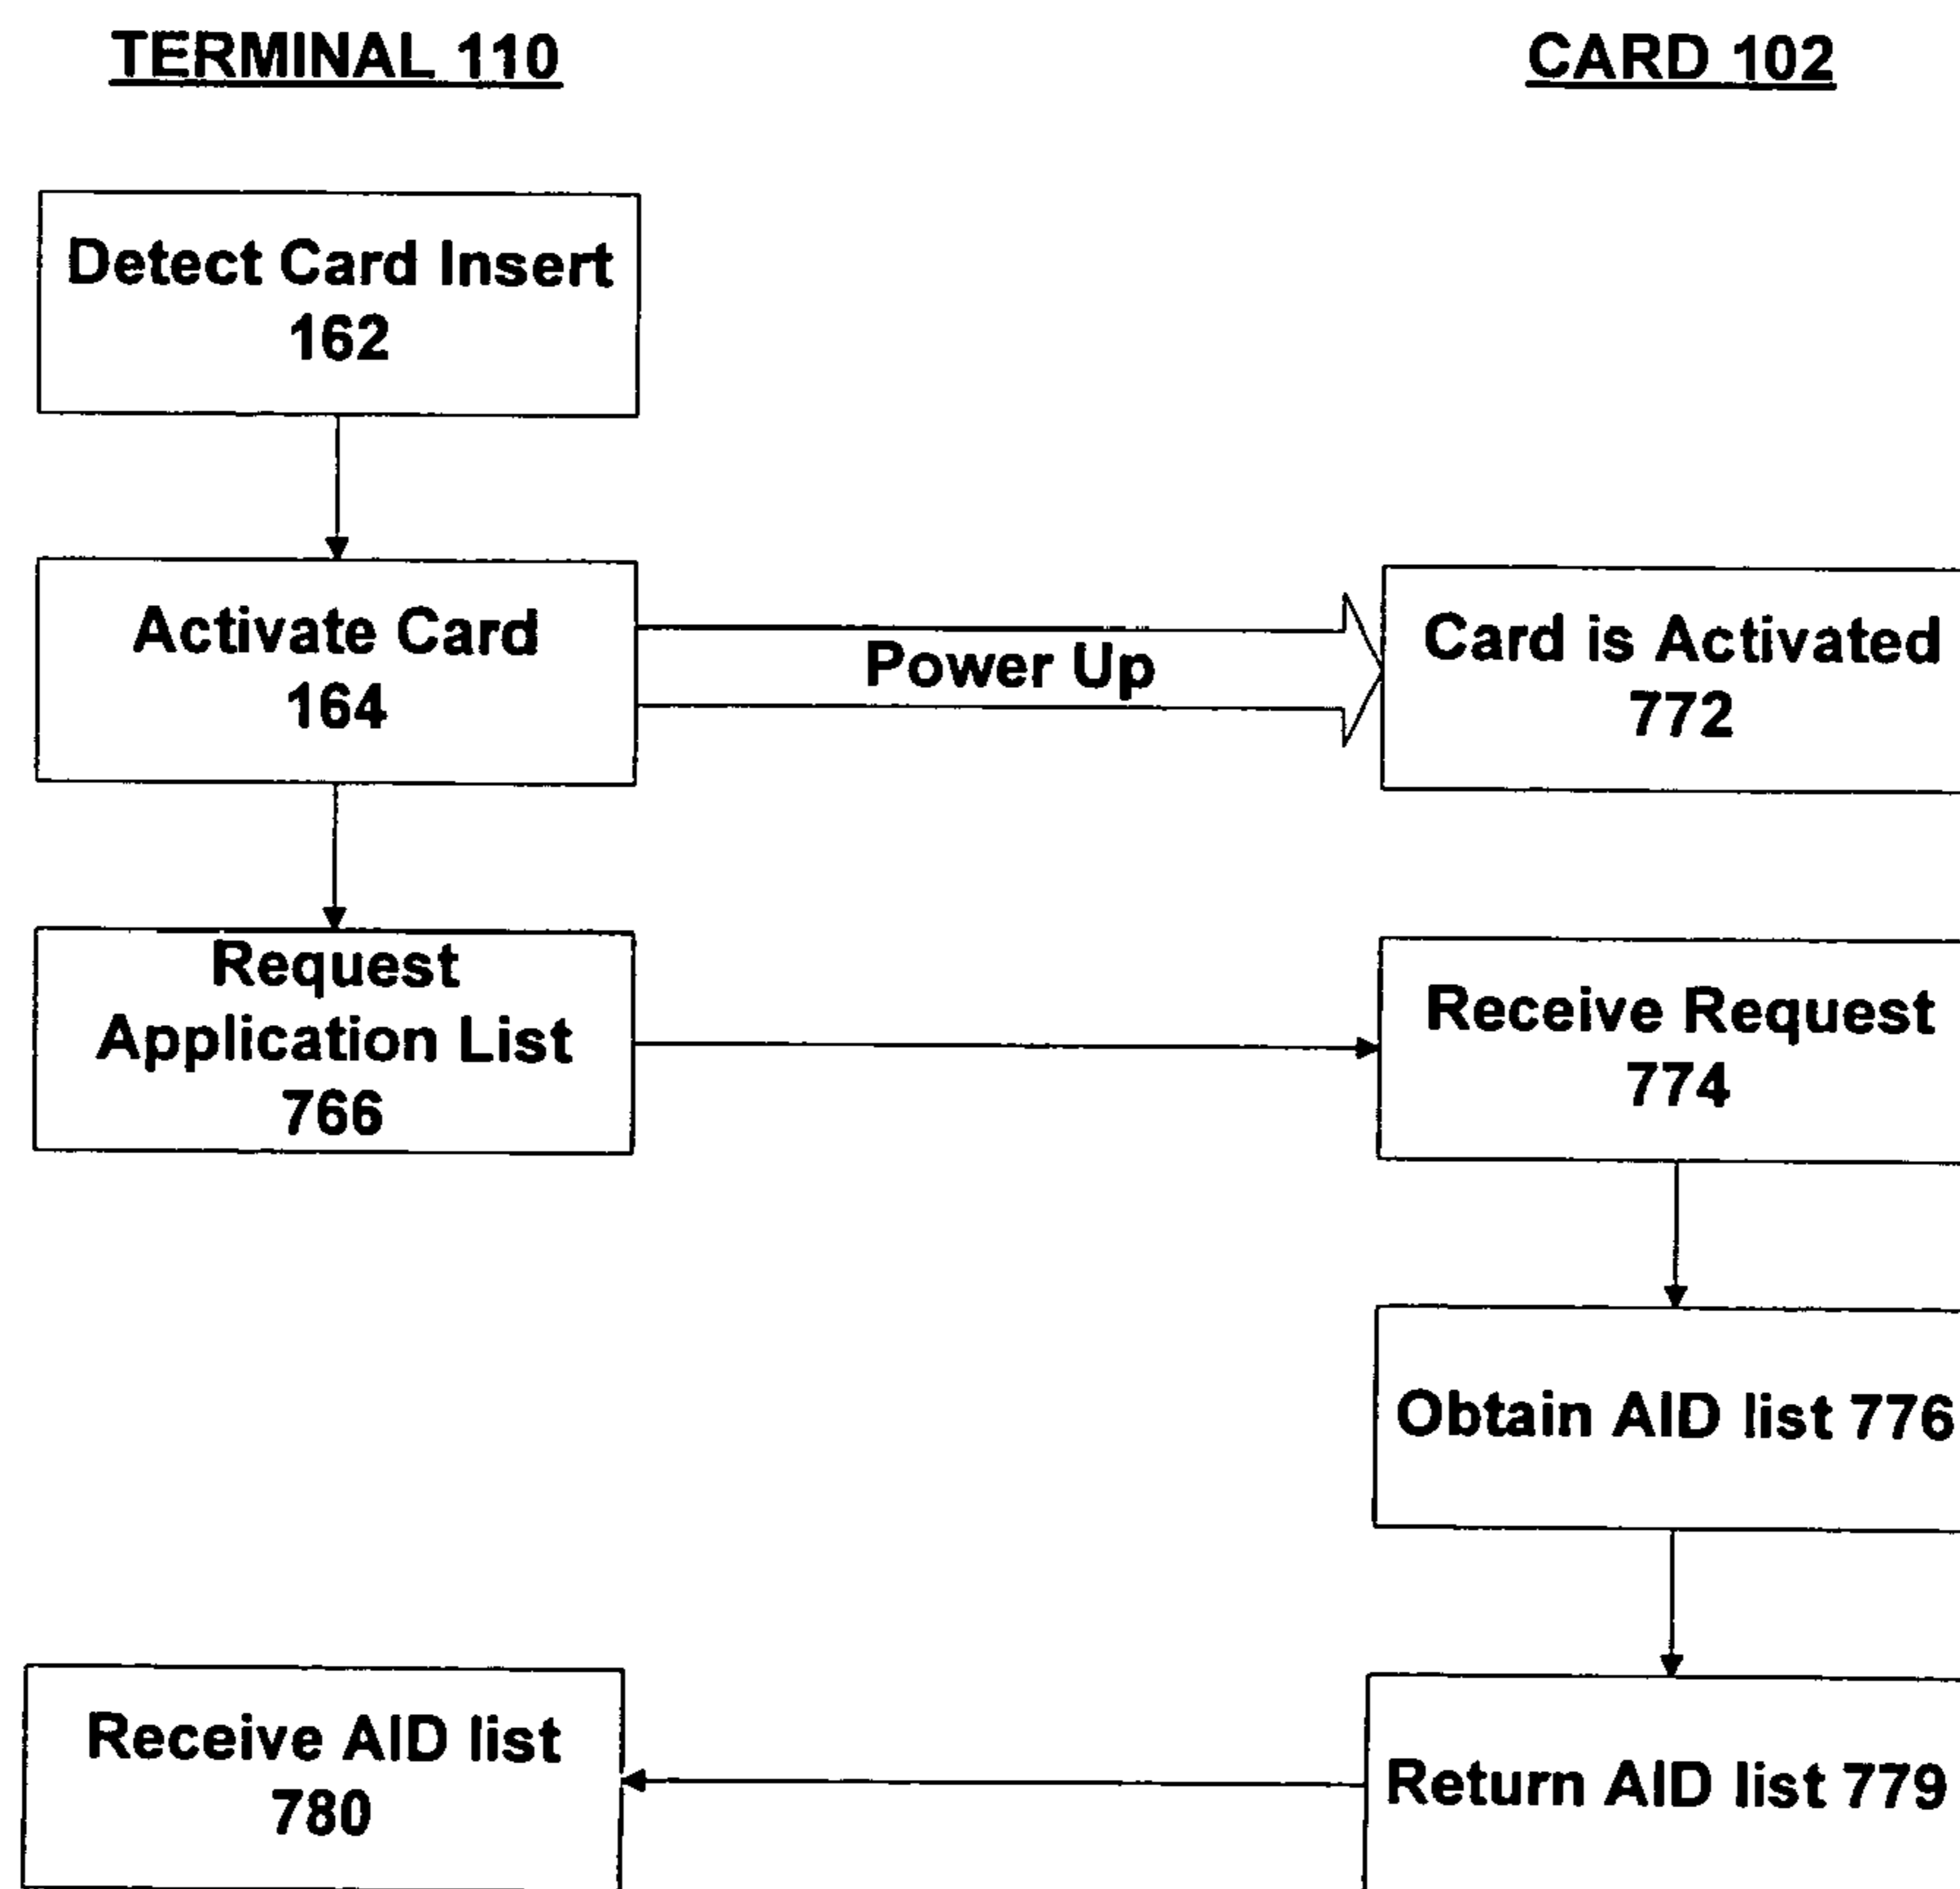 TERMINAL 110
CARD 102
Detect Card Insert
162
Activate Card
164
Power Up
Card is Activated
772
Request
Application List
766
Receive Request
774
Obtain AID list 776
Receive AID list
780
Return AID list 779